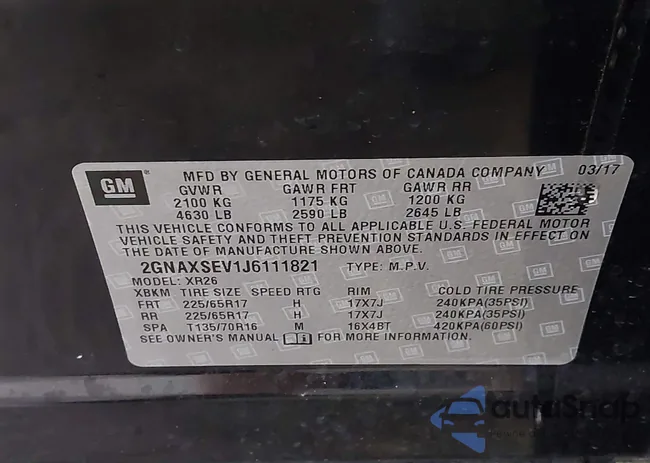 GM
MFD BY GENERAL MOTORS OF CANADA COMPANY 03/17
GVWR GAWR FRT GAWR RR
2100 KG 1175 KG 1200 KG
4630 LB 2590 LB 2645 LB
THIS VEHICLE CONFORMS TO ALL APPLICABLE U.S. FEDERAL MOTOR
VEHICLE SAFETY AND THEFT PREVENTION STANDARDS IN EFFECT ON
THE DATE OF MANUFACTURE SHOWN ABOVE.
2GNAXSEV1J6111821 TYPE: M.P.V.
MODEL: XR26
XBKM TIRE SIZE SPEED RTG RIM COLD TIRE PRESSURE
FRT 225/65R17 H 17X7J 240KPA(35PSI)
RR 225/65R17 H 17X7J 240KPA(35PSI)
SPA T135/70R16 M 16X4BT 420KPA(60PSI)
SEE OWNER'S MANUAL FOR MORE INFORMATION.
autoSnap